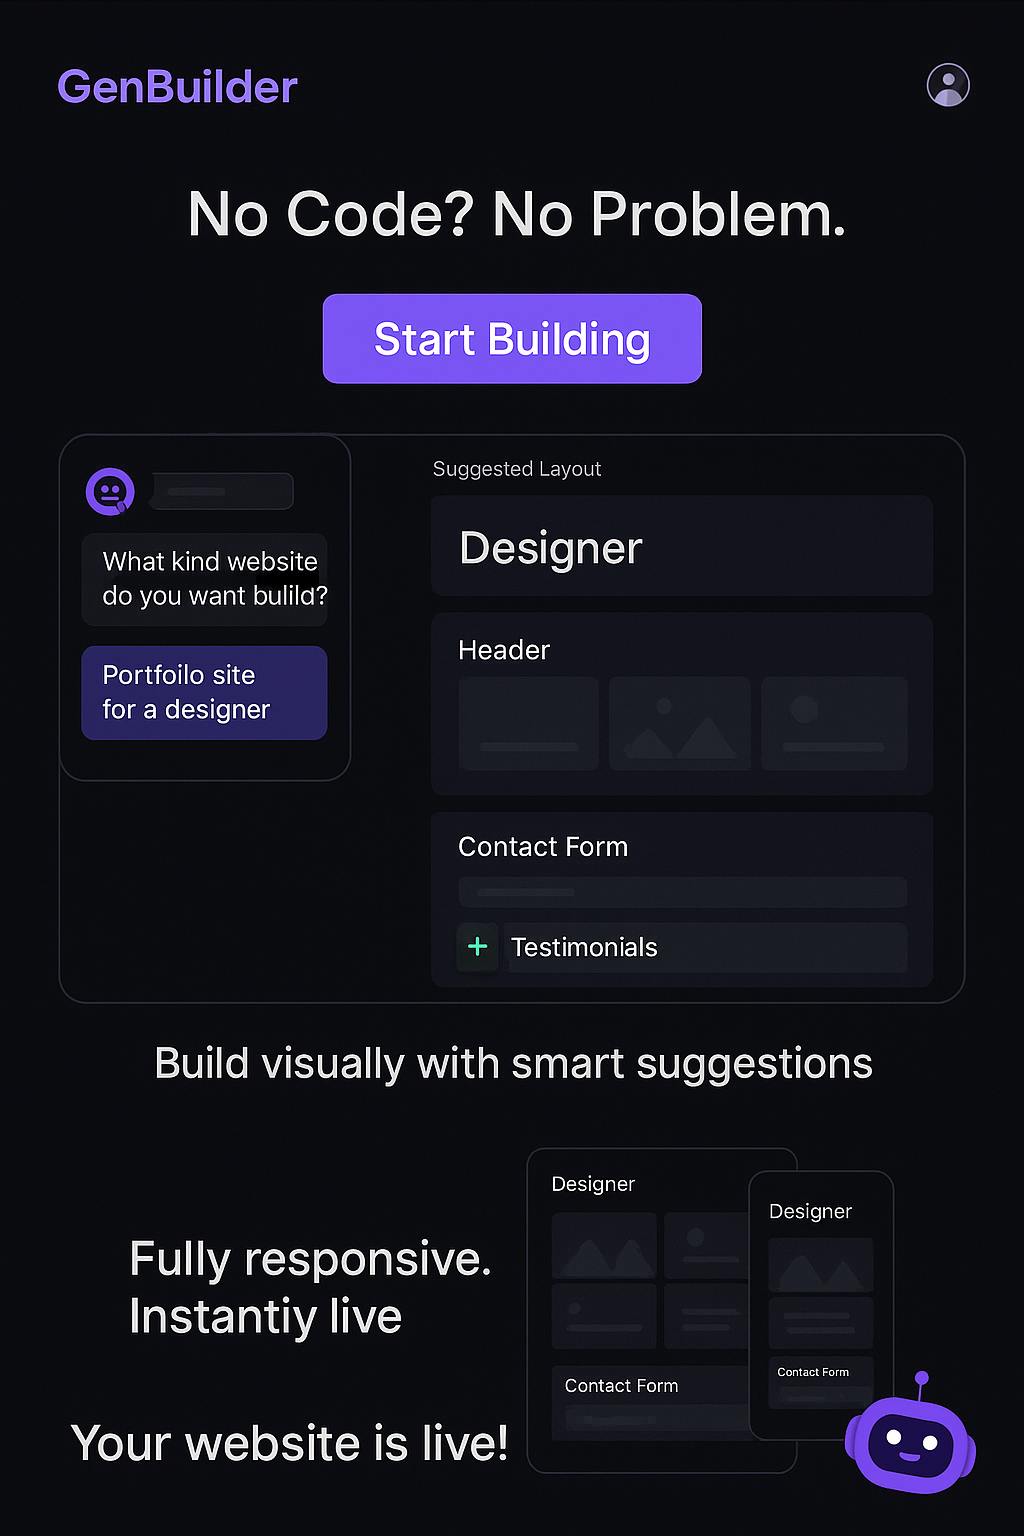 GenBuilder
No Code? No Problem.
Start Building
What kind website
do you want bulild?
Portfoilo site
for a designer
Suggested Layout
Designer
Header
Contact Form
+ Testimonials
Build visually with smart suggestions
Fully responsive.
Instantiy live
Your website is live!
Designer
Contact Form
Designer
Contact Form